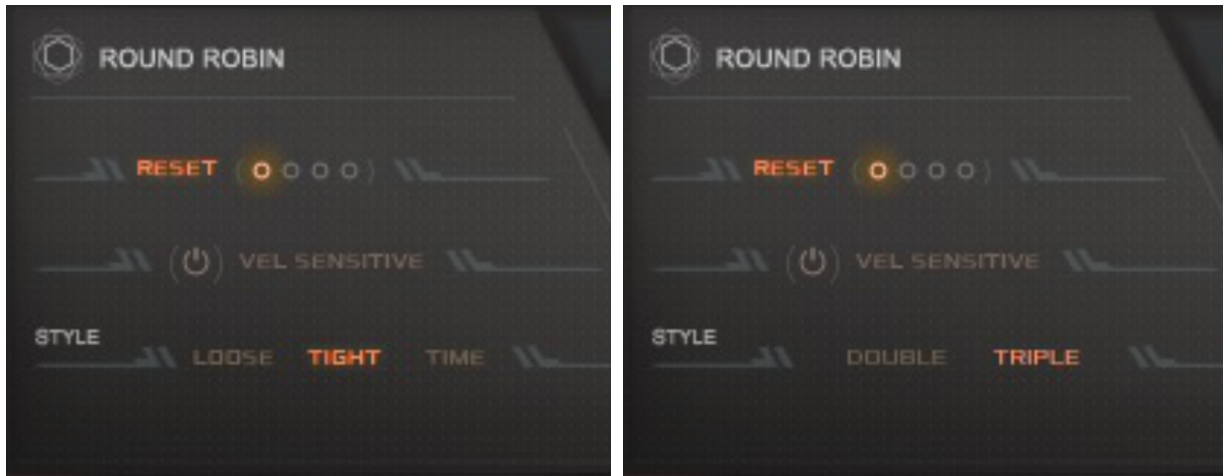 ROUND ROBIN
RESET
VEL SENSITIVE
STYLE
LOOSE TIGHT TIME
ROUND ROBIN
RESET
VEL SENSITIVE
STYLE
DOUBLE TRIPLE